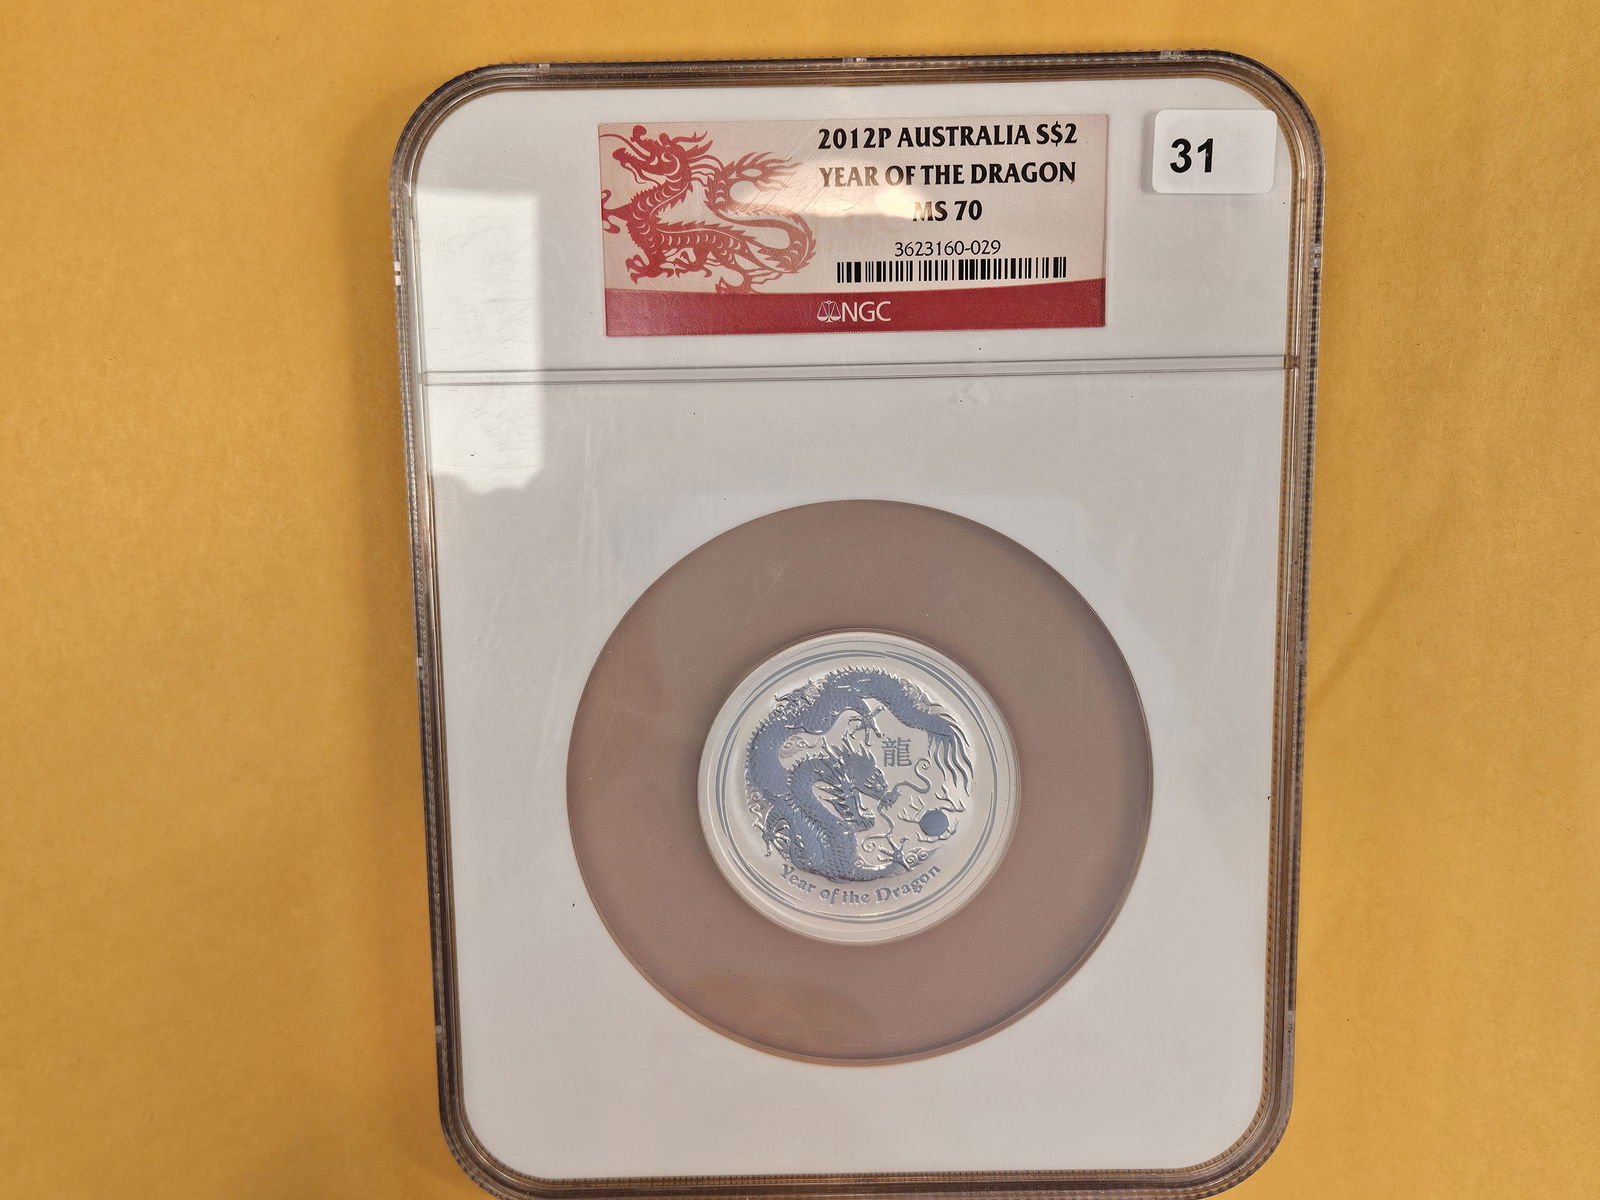 2012P AUSTRALIA S$2
YEAR OF THE DRAGON
MS 70
3623160-029
NGC
31
龍
Year of the Dragon